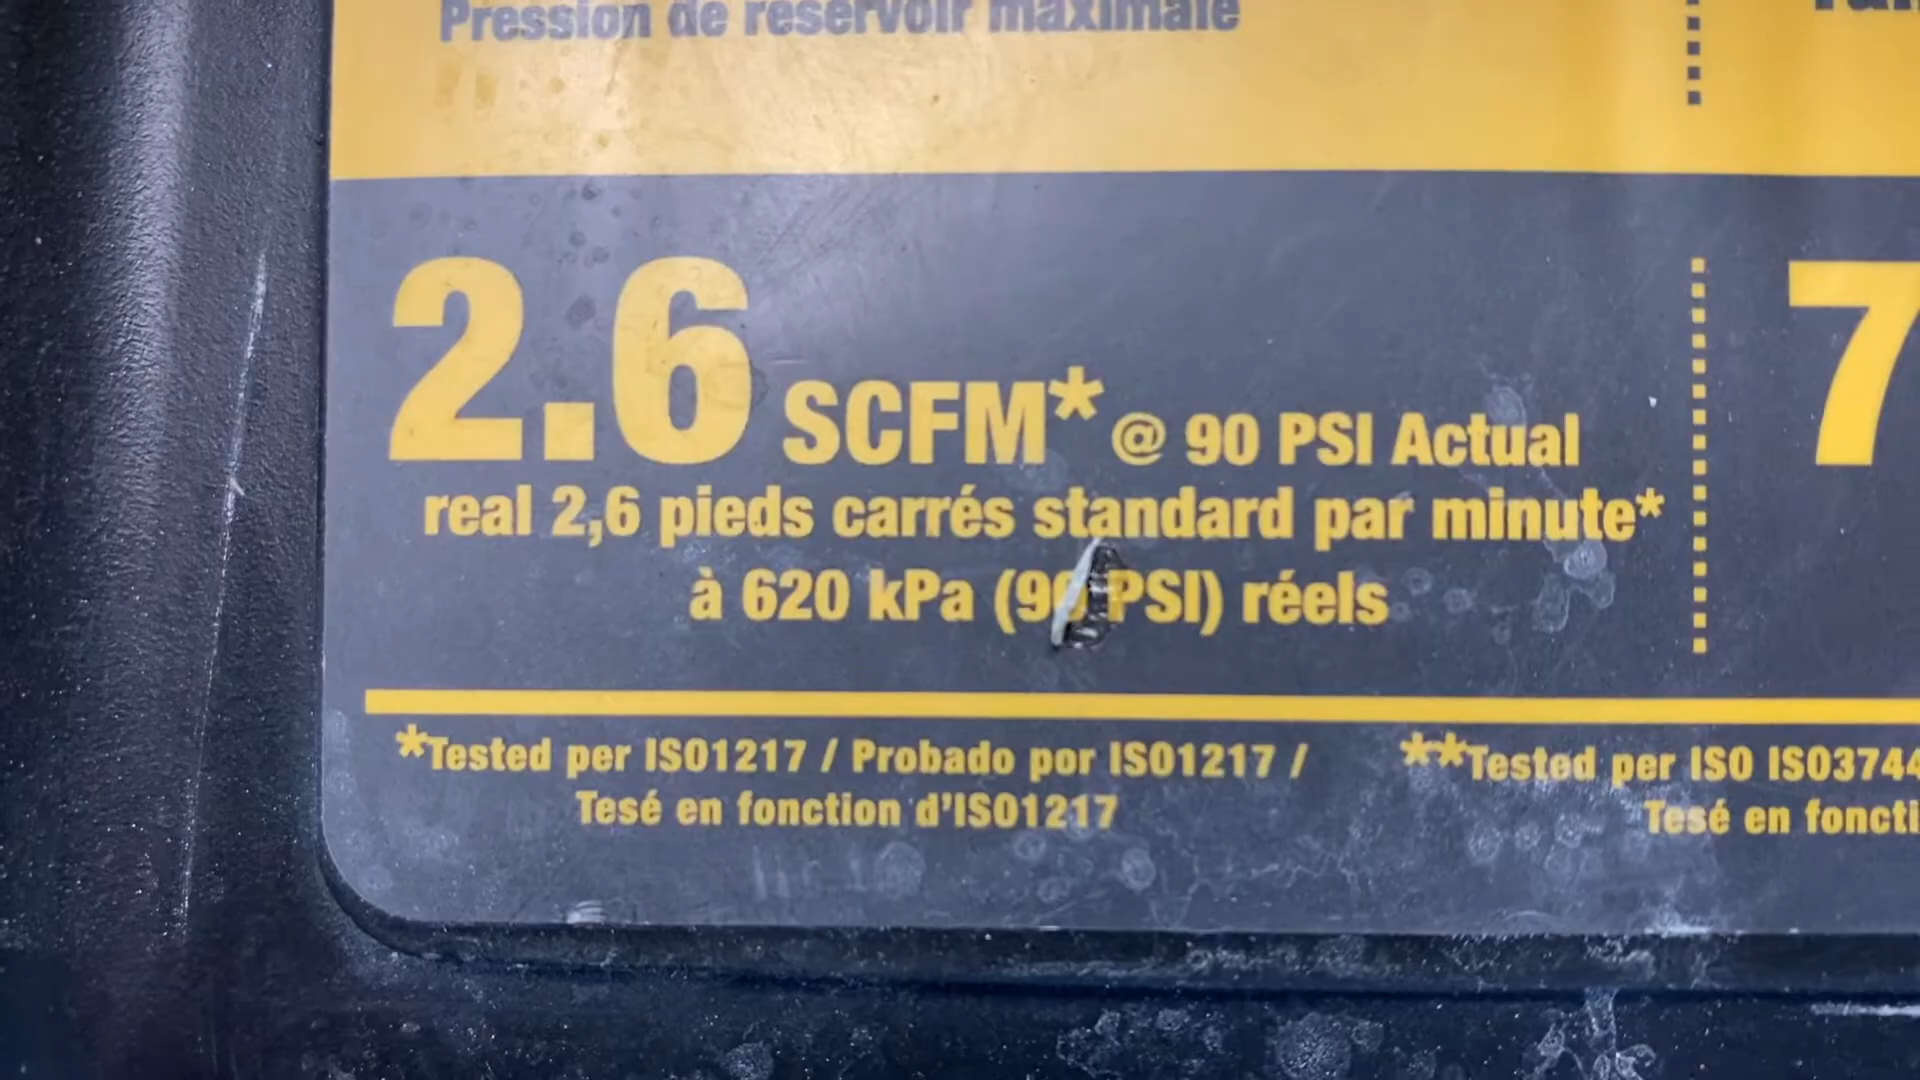 Pression de réservoir maximale
2.6 SCFM* @ 90 PSI Actual
real 2,6 pieds carrés standard par minute*
à 620 kPa (90 PSI) réels
7
*Tested per ISO1217 / Probado por ISO1217 /
Tesé en fonction d'ISO1217
**Tested per ISO ISO3744
Tesé en foncti